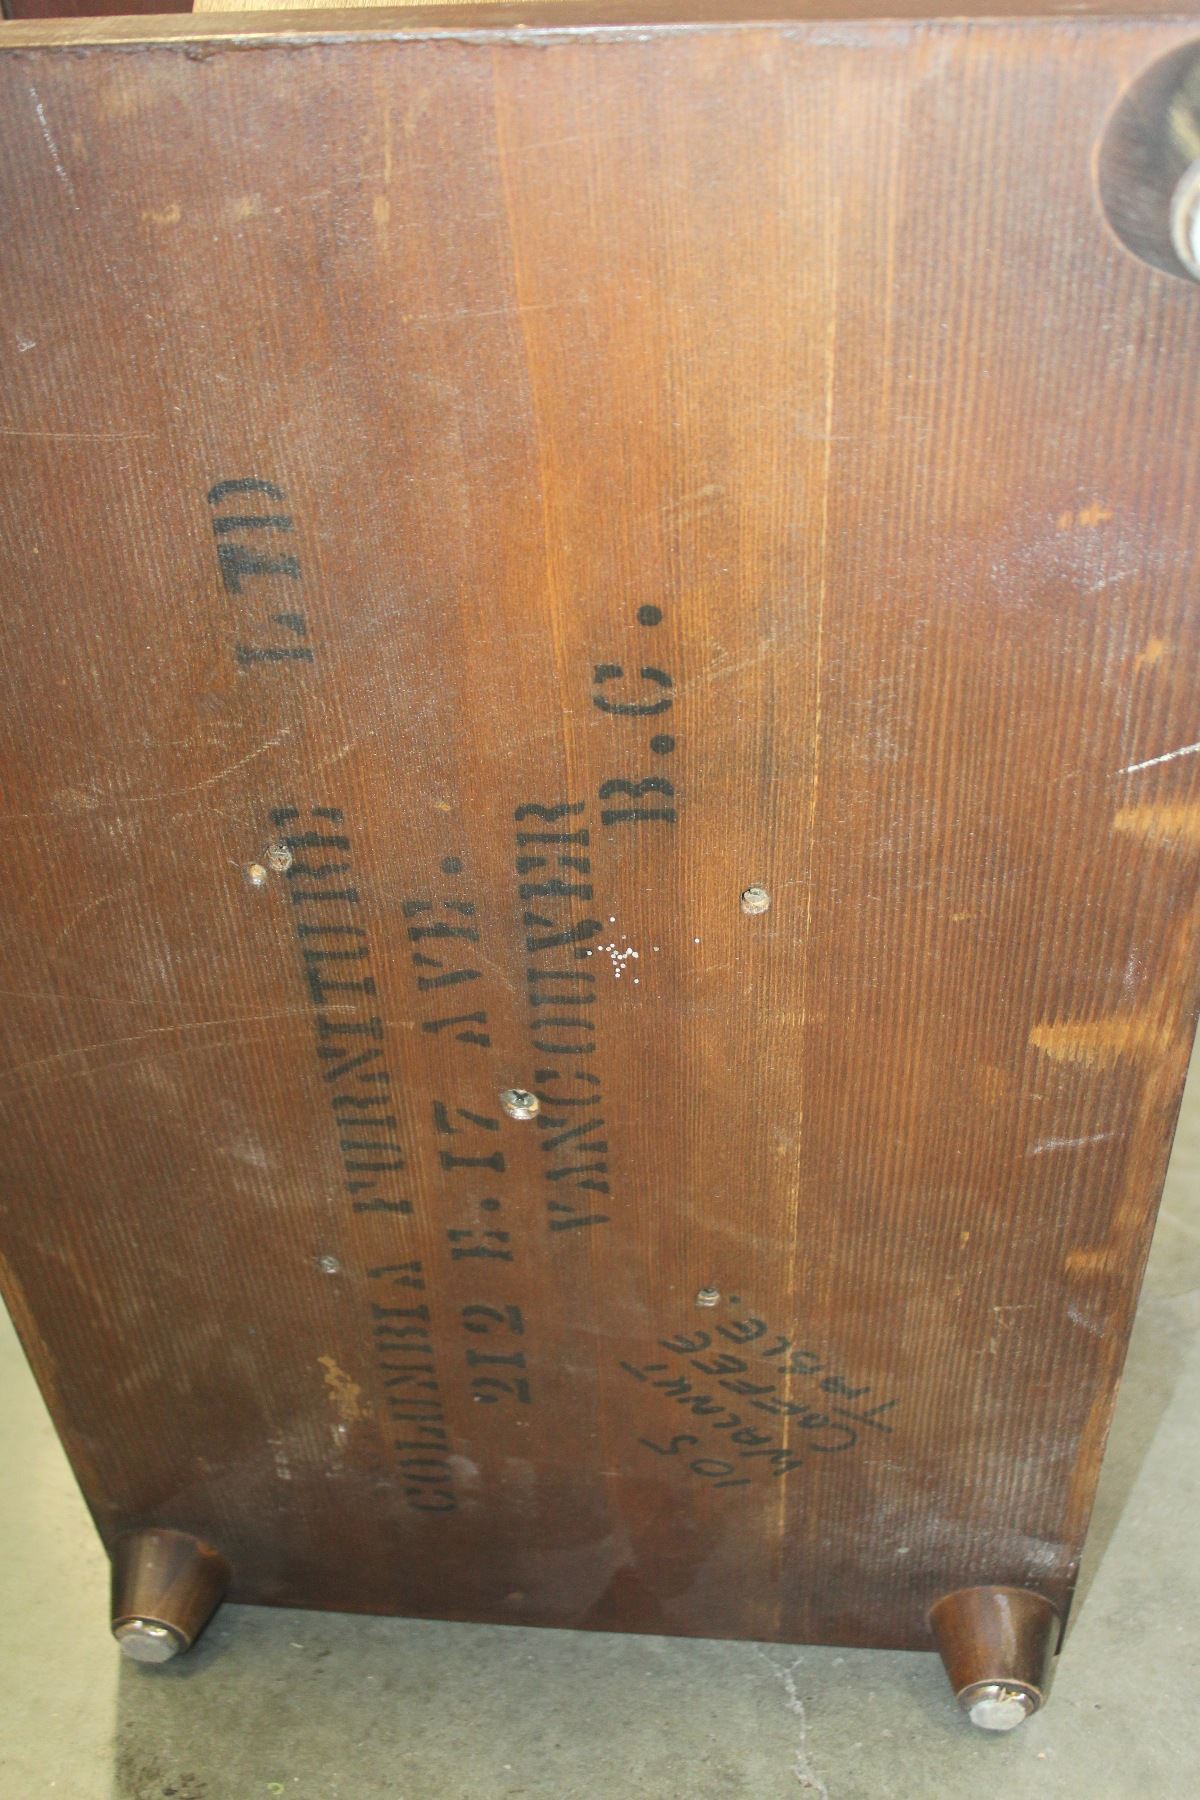 COLUMBIA FURNITURE LTD
212 E. 17 AVE.
VANCOUVER B.C.
105
WALNUT
COFFEE
TABLE.